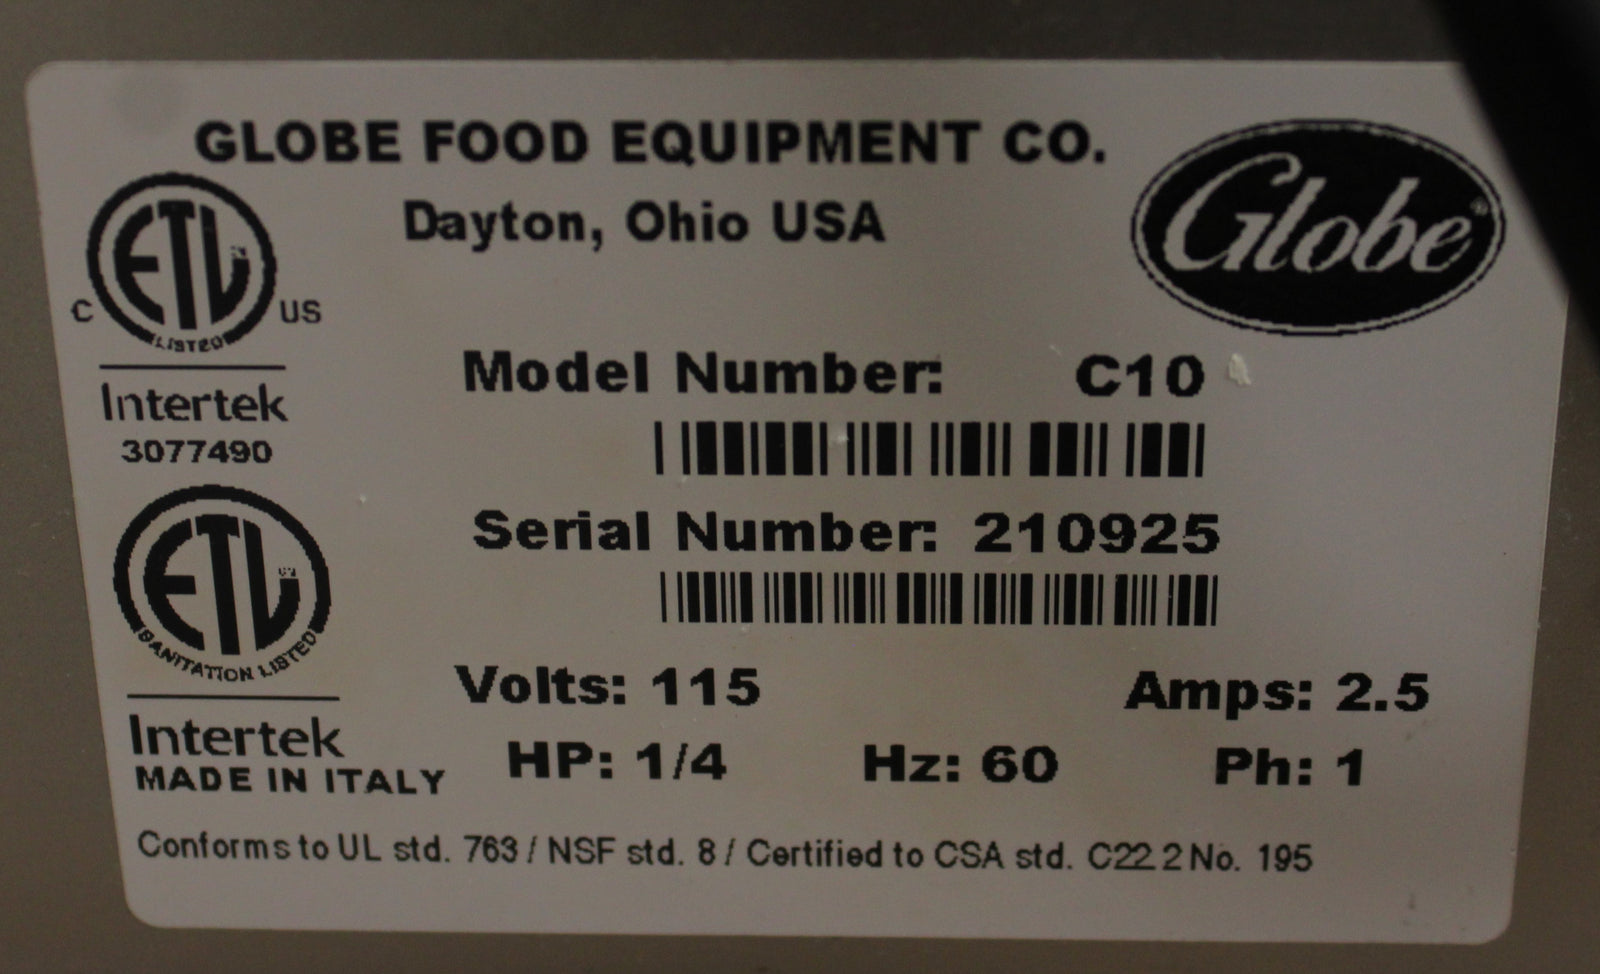 GLOBE FOOD EQUIPMENT CO.
Dayton, Ohio USA
Globe®
ETL
LISTED
C US
Intertek
3077490
Model Number: C10
Serial Number: 210925
ETL
SANITATION LISTED
Intertek
MADE IN ITALY
Volts: 115 Amps: 2.5
HP: 1/4 Hz: 60 Ph: 1
Conforms to UL std. 763 / NSF std. 8 / Certified to CSA std. C22.2 No. 195